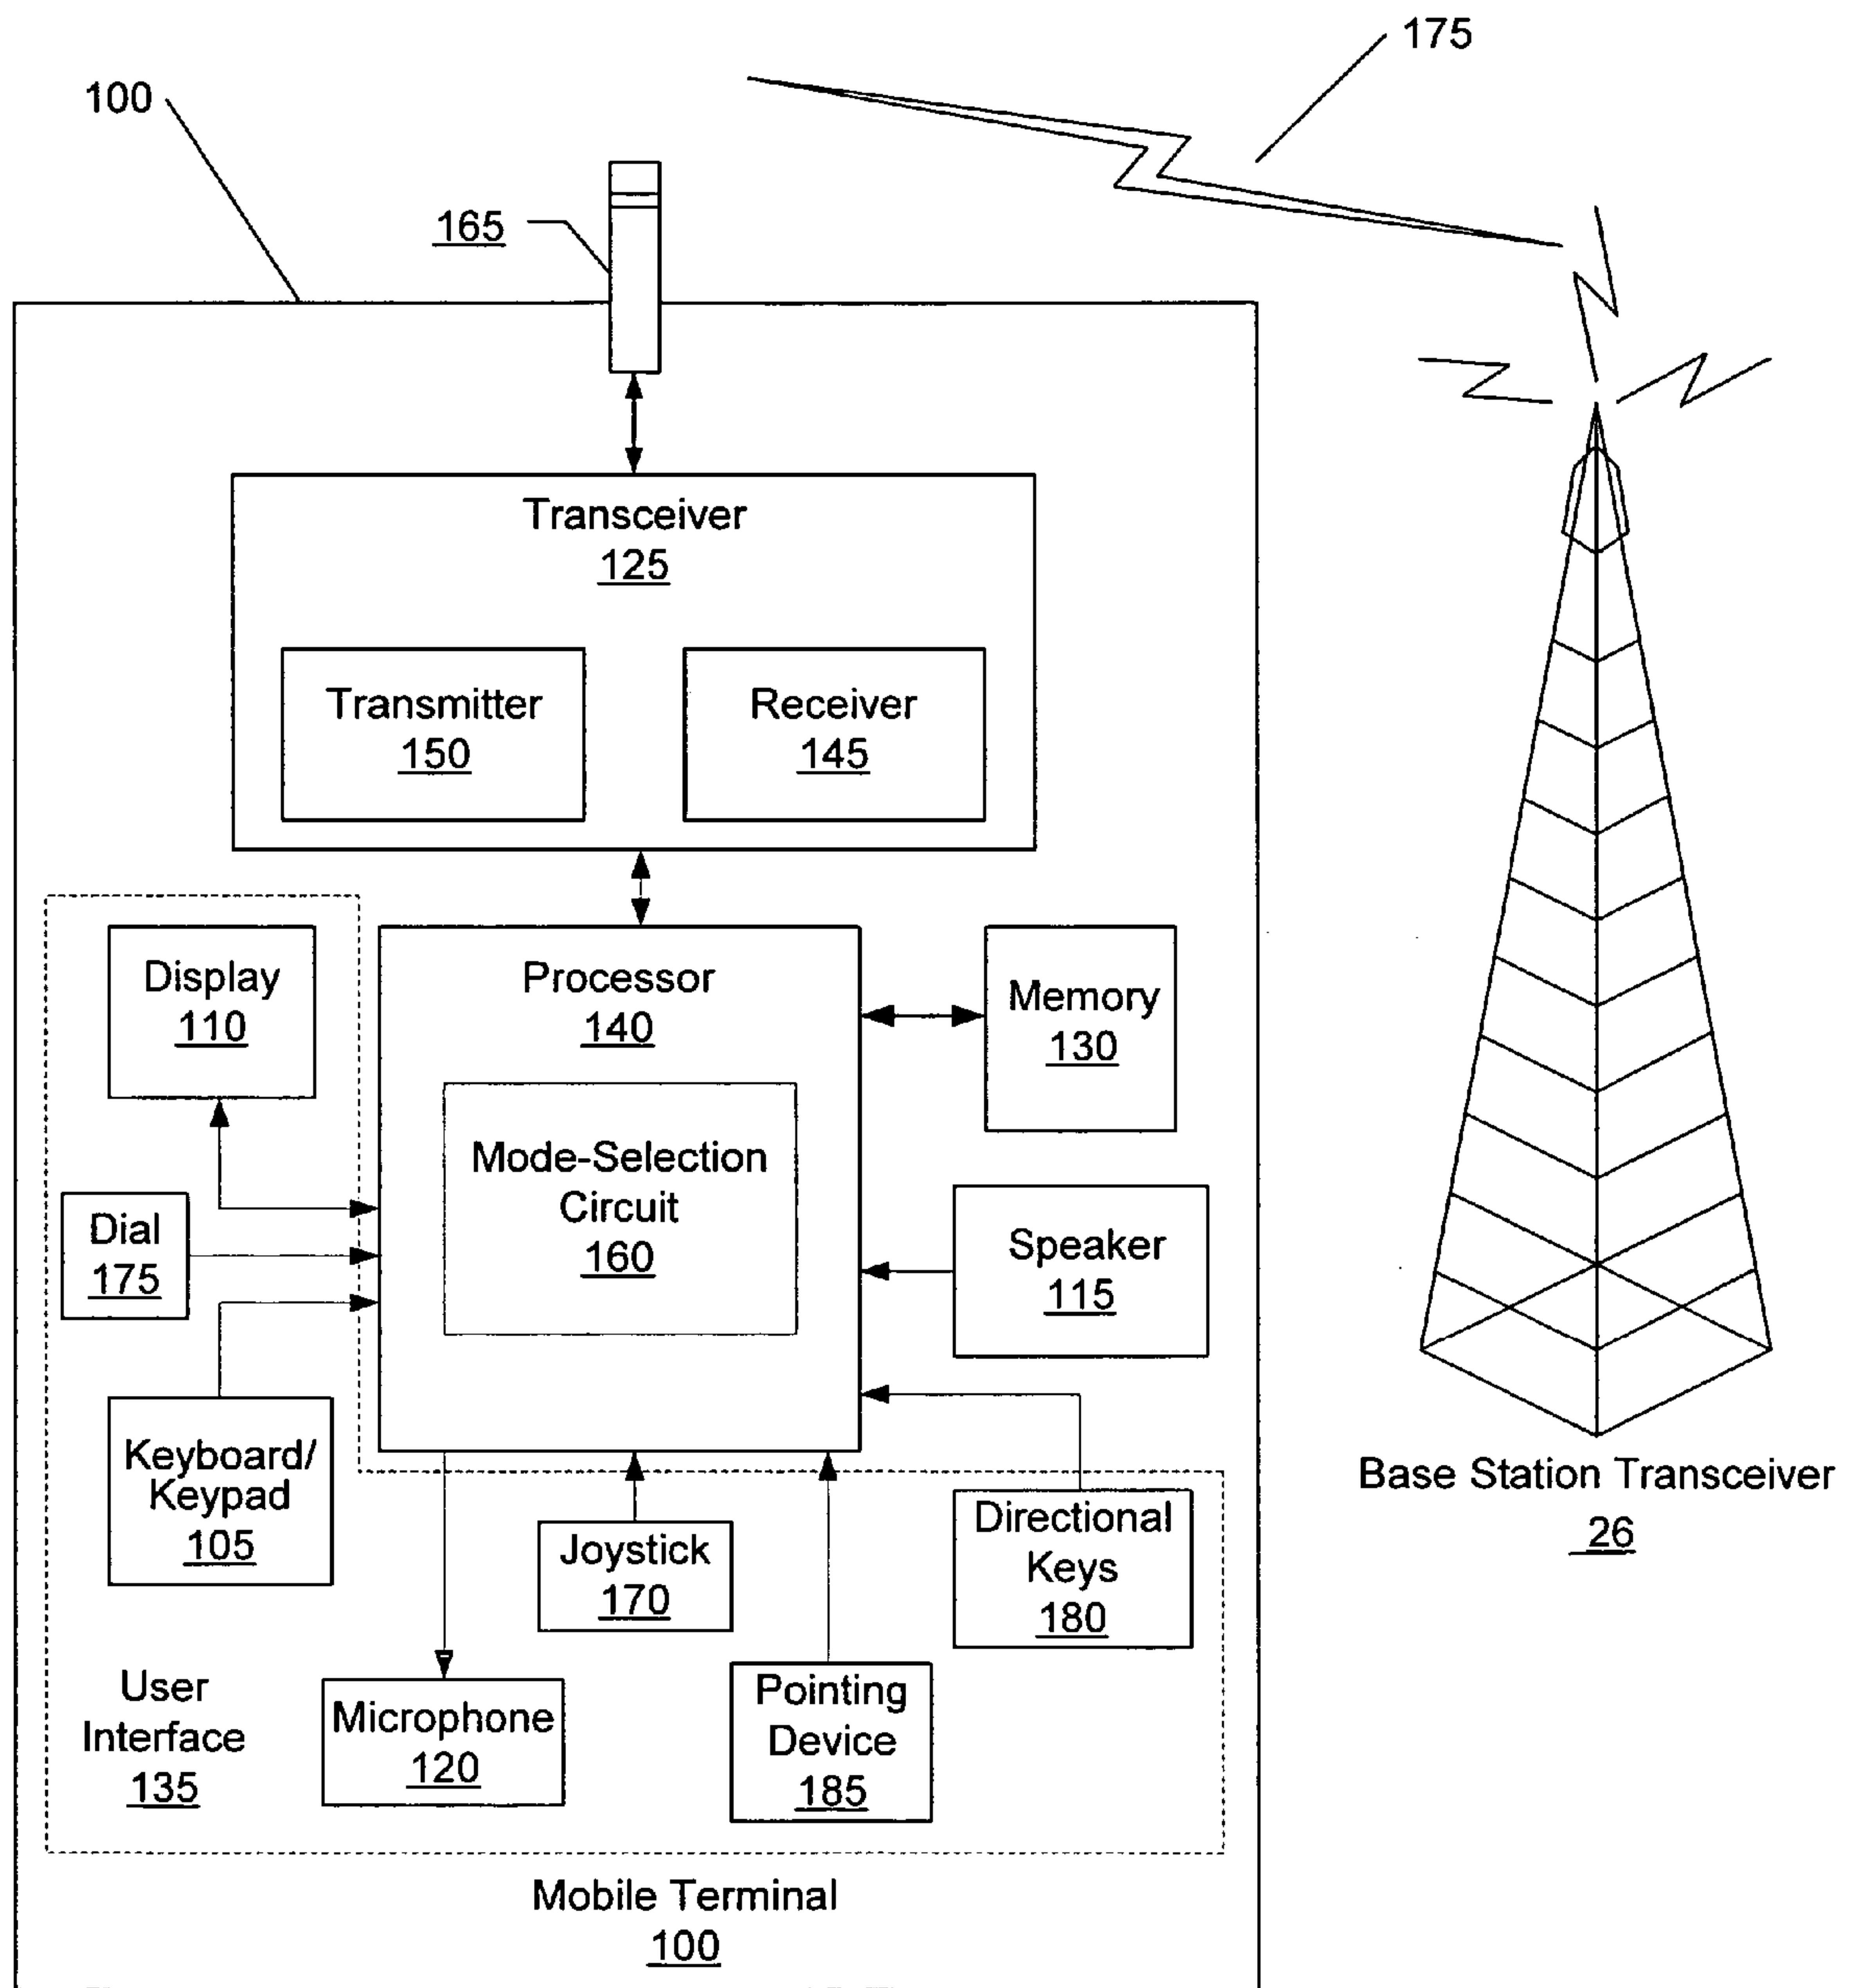 175
100
165
Transceiver
125
Transmitter
150
Receiver
145
Display
110
Processor
140
Memory
130
Mode-Selection
Circuit
160
Dial
175
Speaker
115
Keyboard/
Keypad
105
Joystick
170
Directional
Keys
180
Base Station Transceiver
26
User
Interface
135
Microphone
120
Pointing
Device
185
Mobile Terminal
100